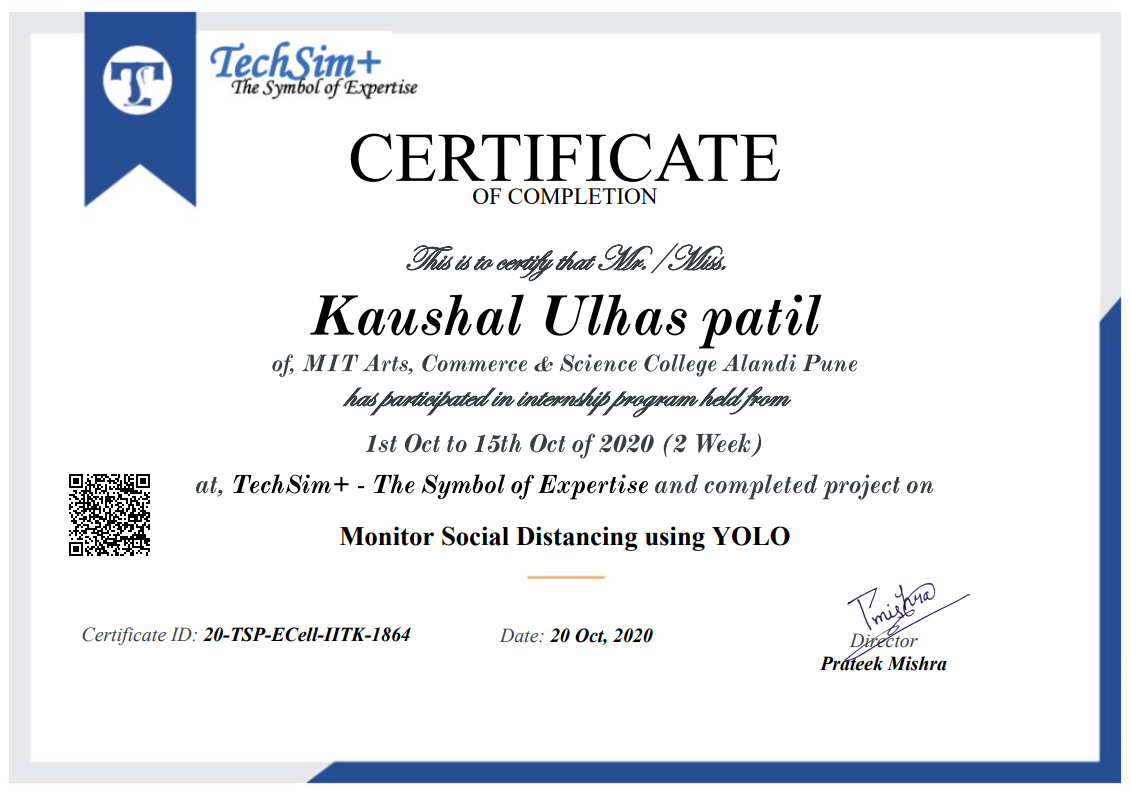 TS
TechSim+
The Symbol of Expertise
CERTIFICATE
OF COMPLETION
This is to certify that Mr. / Miss.
Kaushal Ulhas patil
of, MIT Arts, Commerce & Science College Alandi Pune
has participated in internship program held from
1st Oct to 15th Oct of 2020 (2 Week)
at, TechSim+ - The Symbol of Expertise and completed project on
Monitor Social Distancing using YOLO
Certificate ID: 20-TSP-ECell-IITK-1864
Date: 20 Oct, 2020
Pmishra
Director
Prateek Mishra